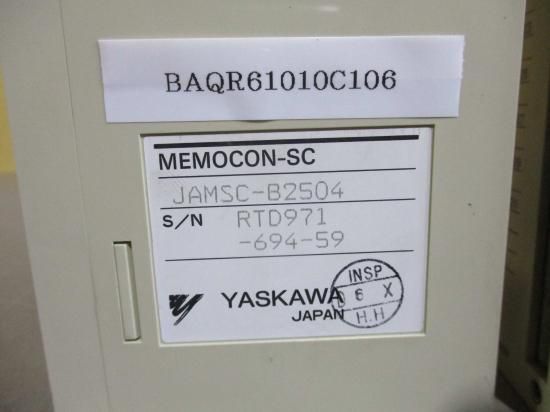 BAQR61010C106
MEMOCON-SC
JAMSC-B2504
S/N RTD971
-694-59
YASKAWA
JAPAN
INSP
D 6 X
H.H